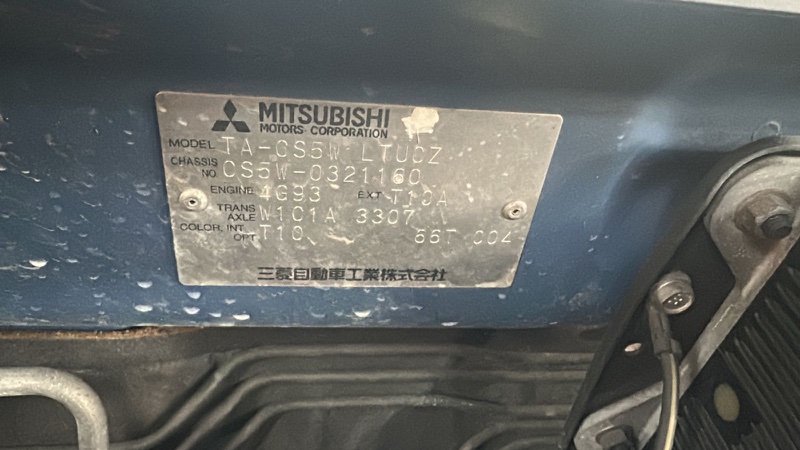 MITSUBISHI
MOTORS CORPORATION
MODEL TA-CS5W LTUCZ
CHASSIS NO CS5W-0321160
ENGINE 4G93 EXT T10A
TRANS AXLE W1C1A 3307
COLOR, INT OPT T10 66T 004
三菱自動車工業株式会社